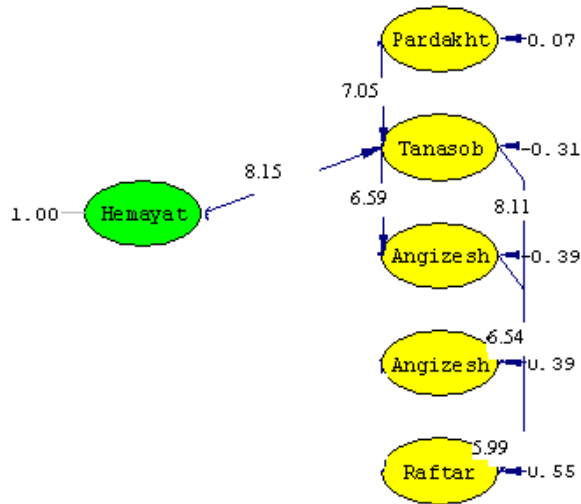 Pardakht 0.07
7.05
Tanasob -0.31
8.15
6.59
8.11
1.00 Hemayat
Angizesh -0.39
6.54
Angizesh 0.39
5.99
Raftar 0.55